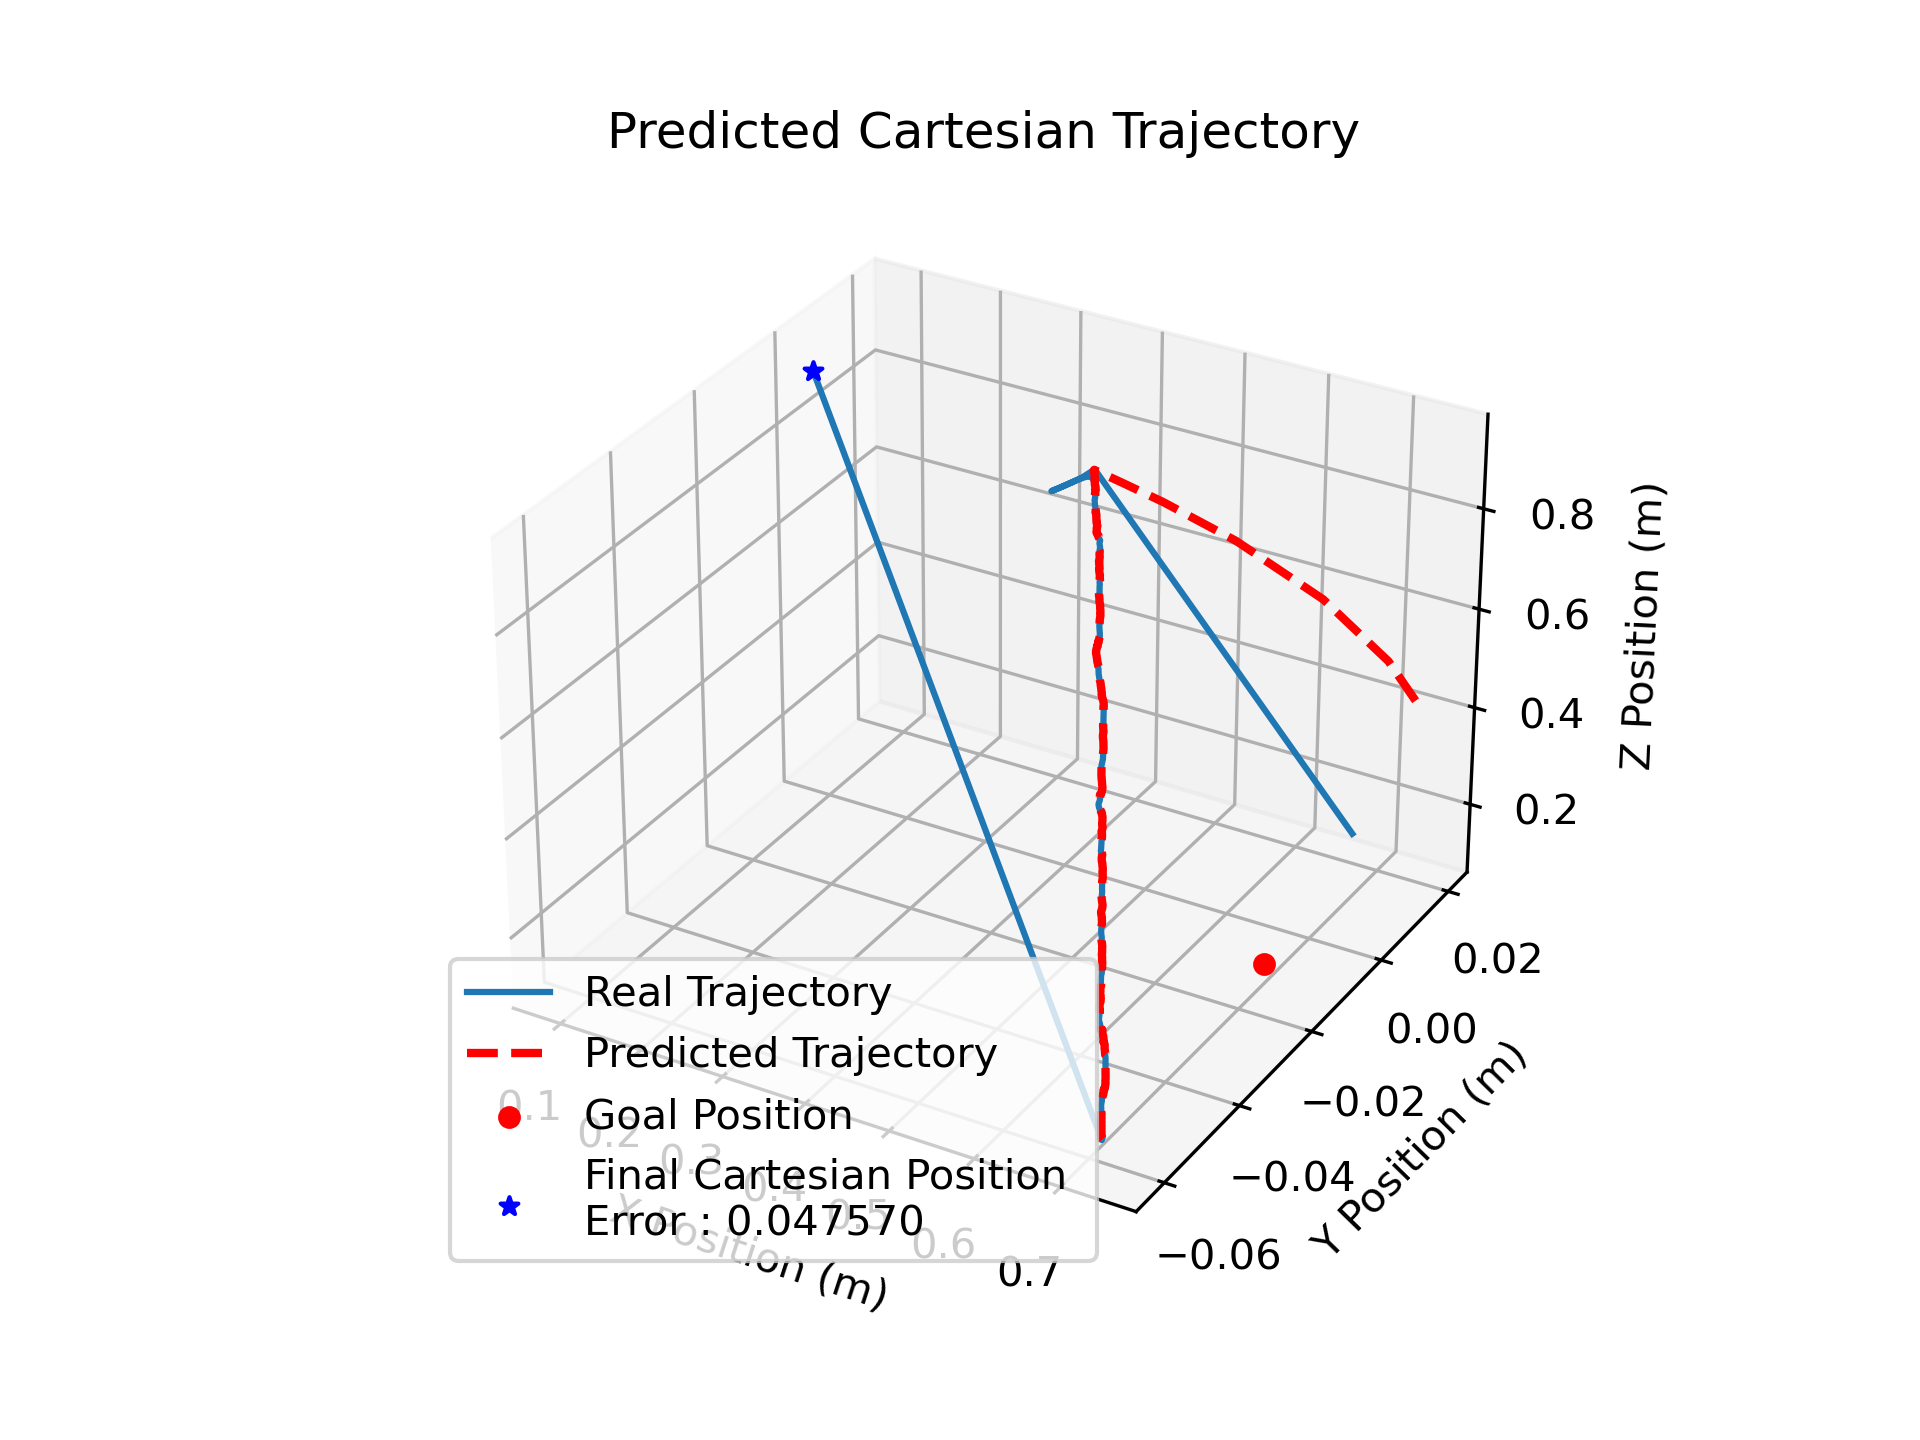 Predicted Cartesian Trajectory
0.8
0.6
0.4
0.2
Z Position (m)
0.02
0.00
−0.02
−0.04
−0.06
Y Position (m)
Real Trajectory
Predicted Trajectory
Goal Position
Final Cartesian Position
Error : 0.047570
0.1
0.2
0.3
0.4
0.5
0.6
0.7
X Position (m)